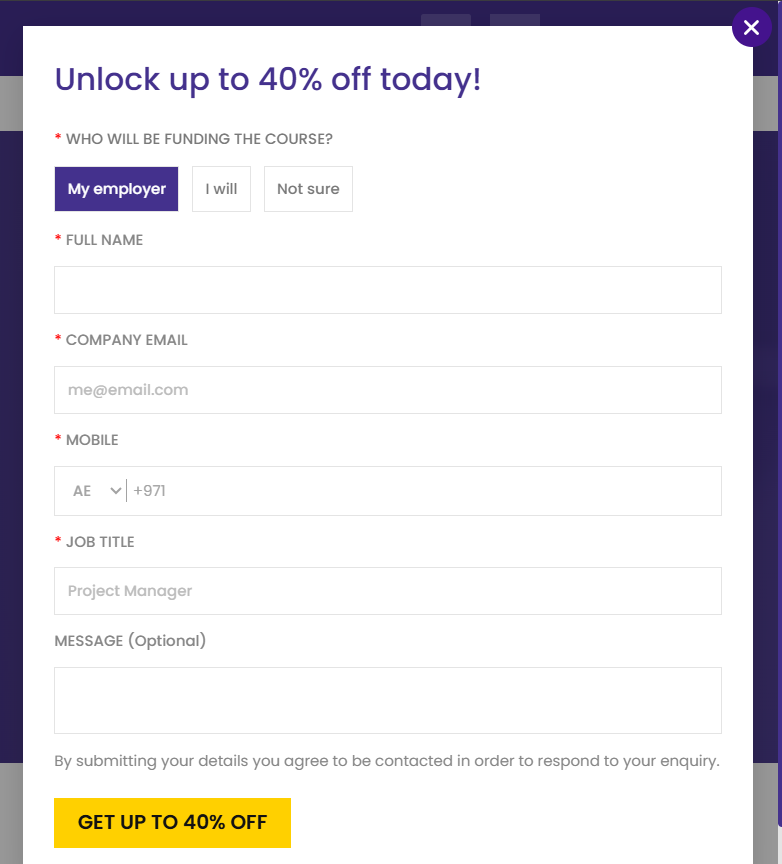 Unlock up to 40% off today!
* WHO WILL BE FUNDING THE COURSE?
My employer I will Not sure
* FULL NAME
* COMPANY EMAIL
me@email.com
* MOBILE
AE +971
* JOB TITLE
Project Manager
MESSAGE (Optional)
By submitting your details you agree to be contacted in order to respond to your enquiry.
GET UP TO 40% OFF